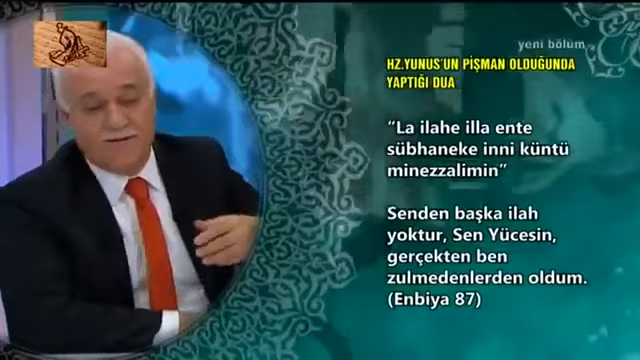 yeni bölüm
HZ.YUNUS'UN PİŞMAN OLDUĞUNDA
YAPTIĞI DUA
“La ilahe illa ente
sübhaneke inni küntü
minezzalimin”
Senden başka ilah
yoktur, Sen Yücesin,
gerçekten ben
zulmedenlerden oldum.
(Enbiya 87)